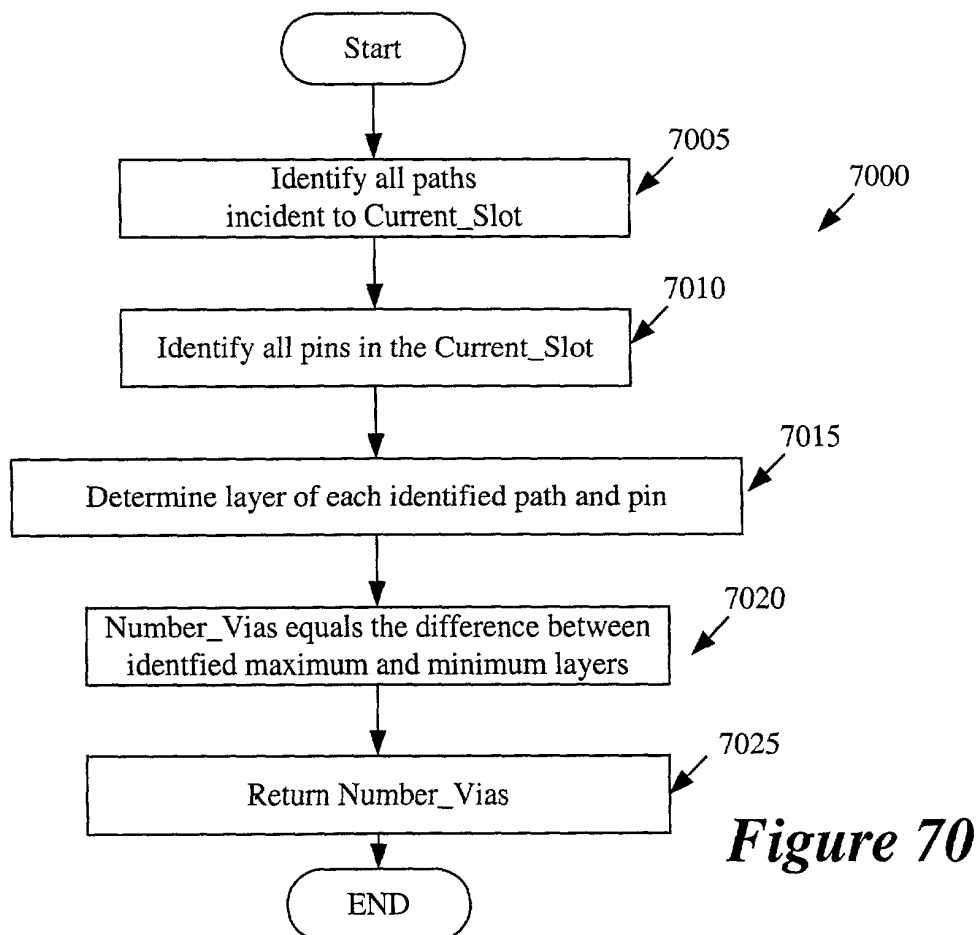 Start
7005
Identify all paths
incident to Current_Slot
7000
7010
Identify all pins in the Current_Slot
7015
Determine layer of each identified path and pin
7020
Number_Vias equals the difference between
identfied maximum and minimum layers
7025
Return Number_Vias
Figure 70
END